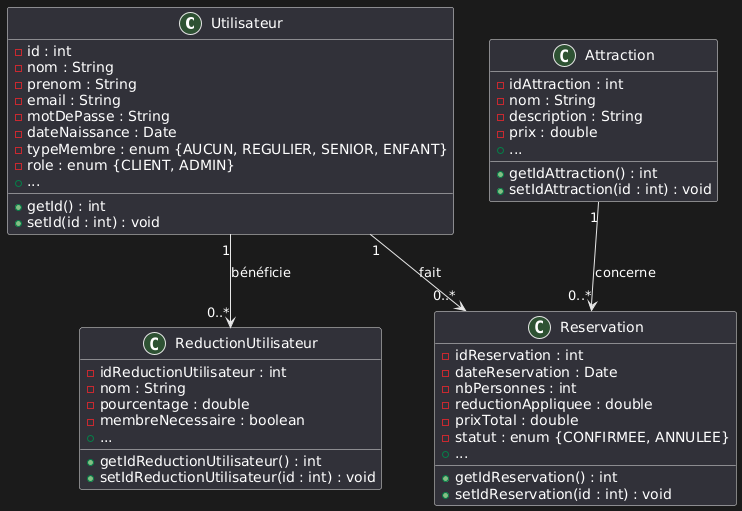 C Utilisateur
id : int
nom : String
prenom : String
email : String
motDePasse : String
dateNaissance : Date
typeMembre : enum {AUCUN, REGULIER, SENIOR, ENFANT}
role : enum {CLIENT, ADMIN}
...
getId() : int
setId(id : int) : void
C Attraction
idAttraction : int
nom : String
description : String
prix : double
...
getIdAttraction() : int
setIdAttraction(id : int) : void
1
bénéficie
0..*
1
fait
0..*
1
concerne
0..*
C ReductionUtilisateur
idReductionUtilisateur : int
nom : String
pourcentage : double
membreNecessaire : boolean
...
getIdReductionUtilisateur() : int
setIdReductionUtilisateur(id : int) : void
C Reservation
idReservation : int
dateReservation : Date
nbPersonnes : int
reductionAppliquee : double
prixTotal : double
statut : enum {CONFIRMEE, ANNULEE}
...
getIdReservation() : int
setIdReservation(id : int) : void